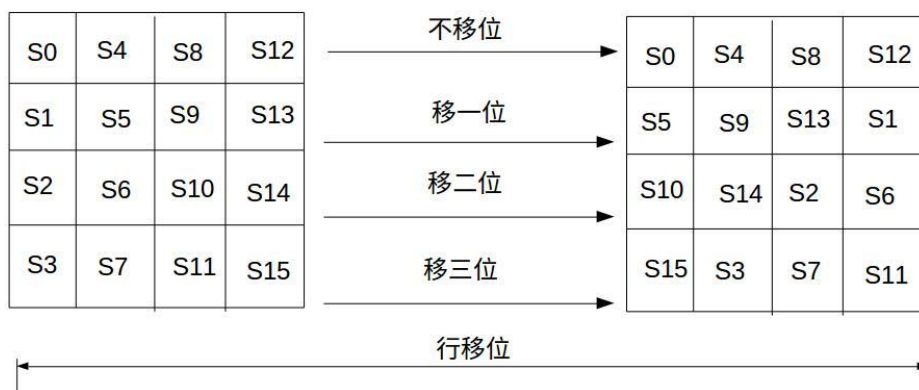 S0 S4 S8 S12 不移位 S0 S4 S8 S12
S1 S5 S9 S13 移一位 S5 S9 S13 S1
S2 S6 S10 S14 移二位 S10 S14 S2 S6
S3 S7 S11 S15 移三位 S15 S3 S7 S11
行移位